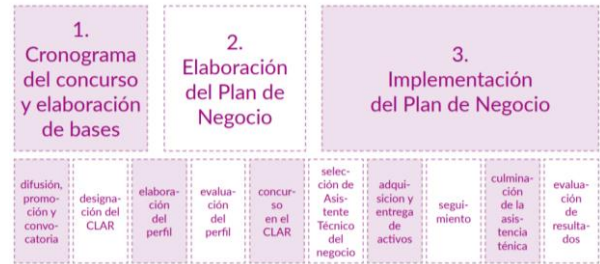 1.
Cronograma
del concurso
y elaboración
de bases
2.
Elaboración
del Plan de
Negocio
3.
Implementación
del Plan de Negocio
difusión,
promo-
ción y
convo-
catoria
designa-
ción del
CLAR
elabora-
ción
del
perfil
evalua-
ción
del
perfil
concur-
so
en el
CLAR
selec-
ción de
Asis-
tente
Técnico
del
negocio
adqui-
sicion y
entrega
de
activos
segui-
miento
culmina-
ción
de la
asis-
tencia
ténica
evalua-
ción
de
resulta-
dos